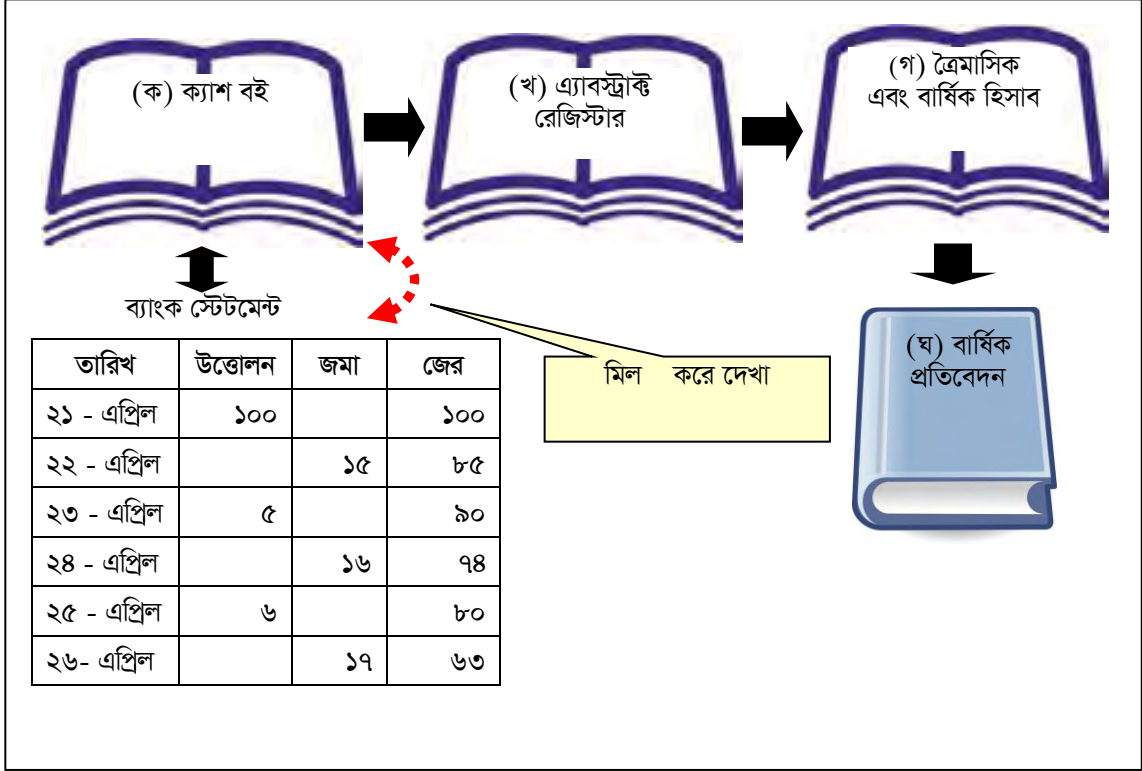 (ক) ক্যাশ বই
(খ) এ্যাবস্ট্রাক্ট
রেজিস্টার
(গ) ত্রৈমাসিক
এবং বার্ষিক হিসাব
ব্যাংক স্টেটমেন্ট
মিল করে দেখা
(ঘ) বার্ষিক
প্রতিবেদন
তারিখ উত্তোলন জমা জের
২১ - এপ্রিল ১০০ ১০০
২২ - এপ্রিল ১৫ ৮৫
২৩ - এপ্রিল ৫ ৯০
২৪ - এপ্রিল ১৬ ৭৪
২৫ - এপ্রিল ৬ ৮০
২৬- এপ্রিল ১৭ ৬৩